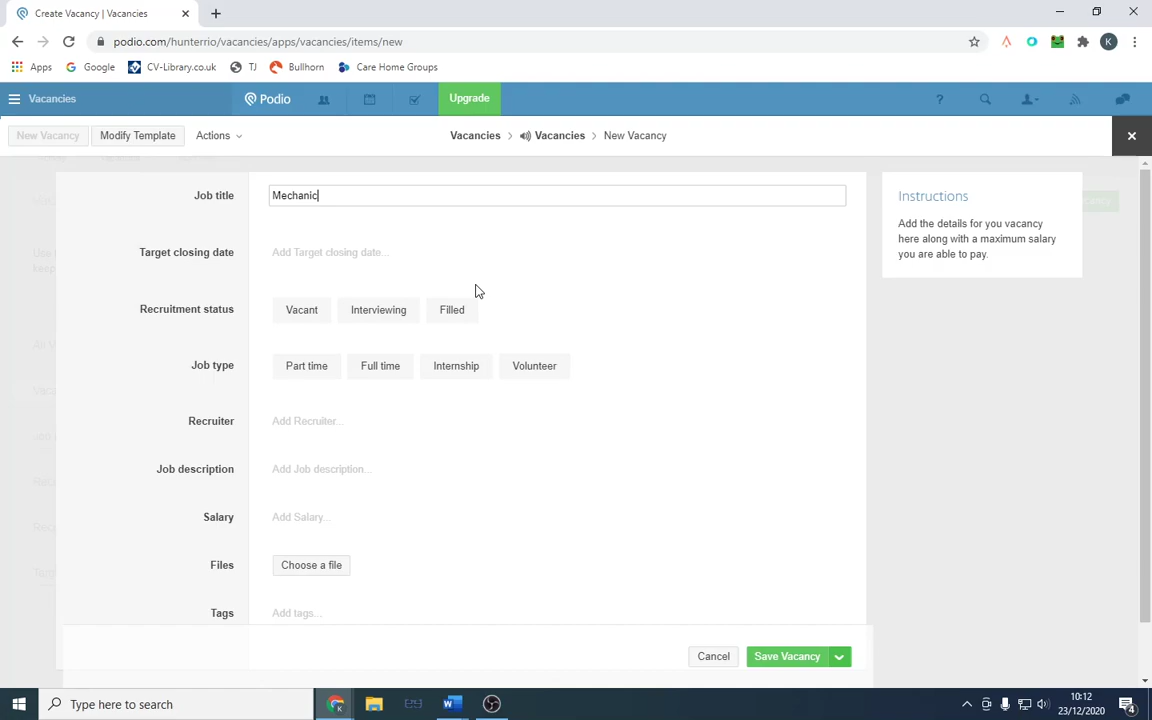 Create Vacancy | Vacancies
podio.com/hunterrio/vacancies/apps/vacancies/items/new
K
Apps
Google
CV-Library.co.uk
TJ
Bullhorn
Care Home Groups
Vacancies
Podio
Upgrade
?
New Vacancy
Modify Template
Actions
Vacancies > Vacancies > New Vacancy
Job title
Mechanic
Instructions
Add the details for you vacancy
here along with a maximum salary
you are able to pay.
Target closing date
Add Target closing date...
Recruitment status
Vacant
Interviewing
Filled
Job type
Part time
Full time
Internship
Volunteer
Recruiter
Add Recruiter...
Job description
Add Job description...
Salary
Add Salary...
Files
Choose a file
Tags
Add tags...
Cancel
Save Vacancy
Type here to search
10:12
23/12/2020
4